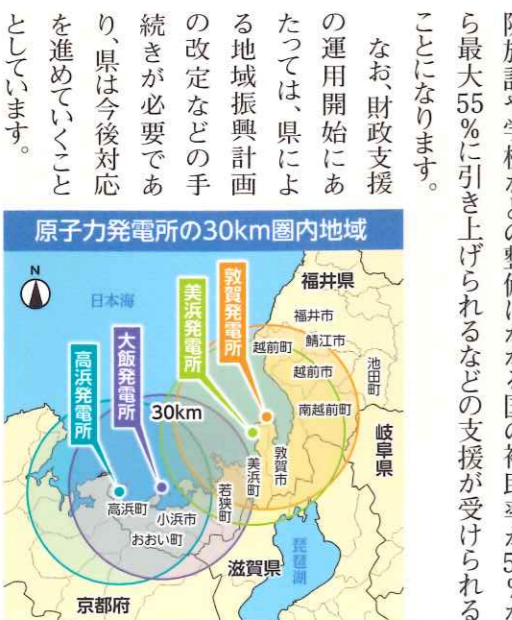 ら最大55%に引き上げられるなどの支援が受けられる
ことになります。
なお、財政支援
の運用開始にあ
たっては、県によ
る地域振興計画
の改定などの手
続きが必要であ
り、県は今後対応
を進めていくこと
としています。
原子力発電所の30km圏内地域
N
日本海
福井県
敦賀発電所
美浜発電所
大飯発電所
高浜発電所
30km
福井市
越前町
鯖江市
池田町
越前市
南越前町
岐阜県
敦賀市
美浜町
若狭町
高浜町
小浜市
おおい町
琵琶湖
滋賀県
京都府